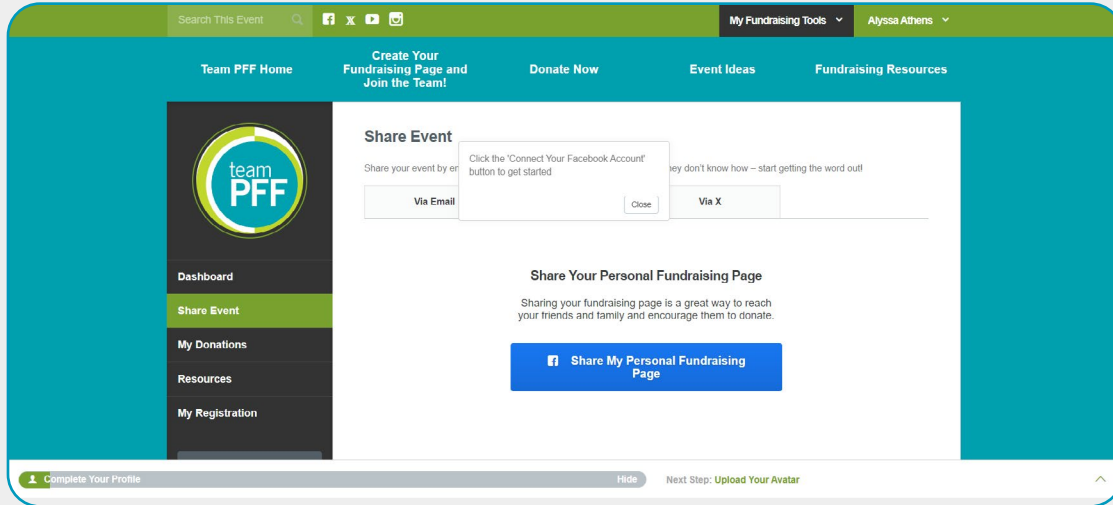 Search This Event
My Fundraising Tools
Alyssa Athens
Team PFF Home
Create Your
Fundraising Page and
Join the Team!
Donate Now
Event Ideas
Fundraising Resources
team
PFF
Dashboard
Share Event
My Donations
Resources
My Registration
Share Event
Share your event by en
ney don't know how – start getting the word out!
Click the 'Connect Your Facebook Account'
button to get started
Close
Via Email
Via X
Share Your Personal Fundraising Page
Sharing your fundraising page is a great way to reach
your friends and family and encourage them to donate.
Share My Personal Fundraising
Page
Complete Your Profile
Hide
Next Step: Upload Your Avatar